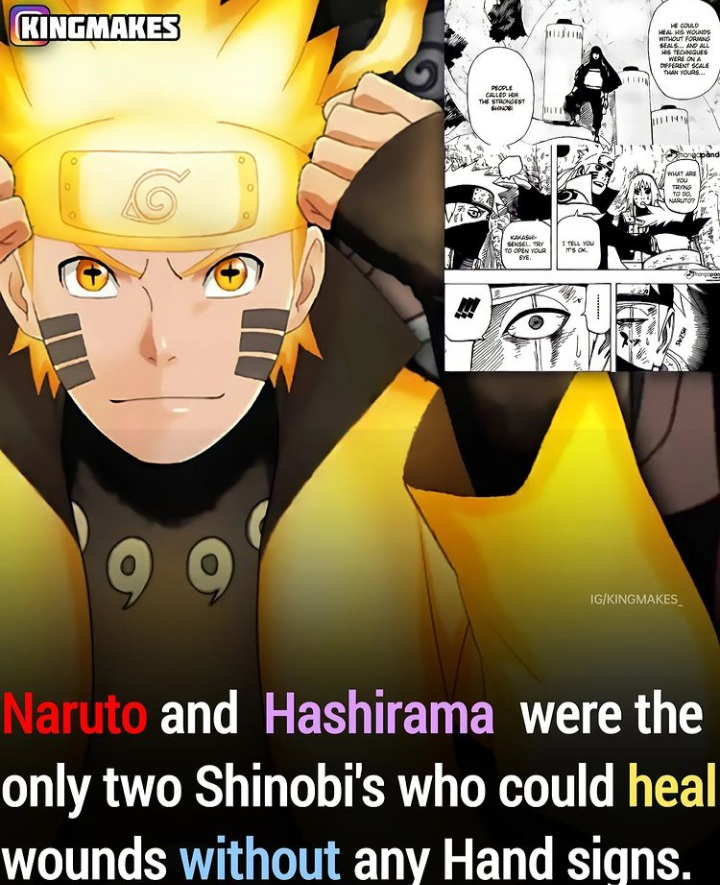 KINGMAKES
HE COULD
HEAL HIS WOUNDS
WITHOUT FORMING
SEALS... AND ALL
HIS TECHNIQUES
WERE ON A
DIFFERENT SCALE
THAN YOURS...
PEOPLE
CALLED HIM
THE STRONGEST
SHINOBI
WHAT ARE
YOU
TRYING
TO DO,
NARUTO?
KAKASHI-
SENSEI... TRY
TO OPEN YOUR
EYE.
I TELL YOU
IT'S OK.
!!!
IG/KINGMAKES_
Naruto and Hashirama were the
only two Shinobi's who could heal
wounds without any Hand signs.